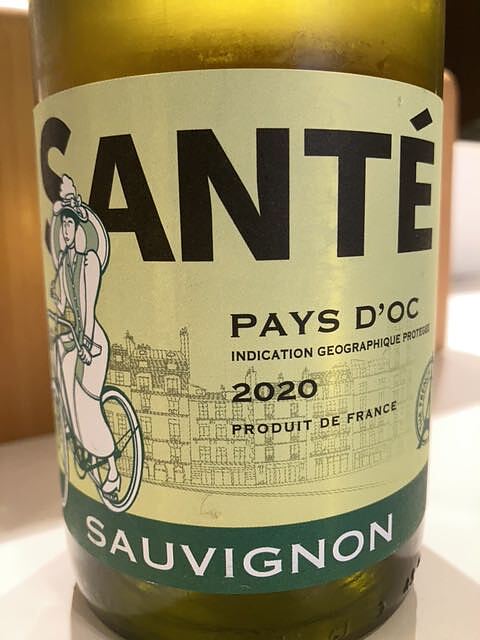 SANTÉ
PAYS D'OC
INDICATION GEOGRAPHIQUE PROTEGEE
2020
PRODUIT DE FRANCE
SAUVIGNON